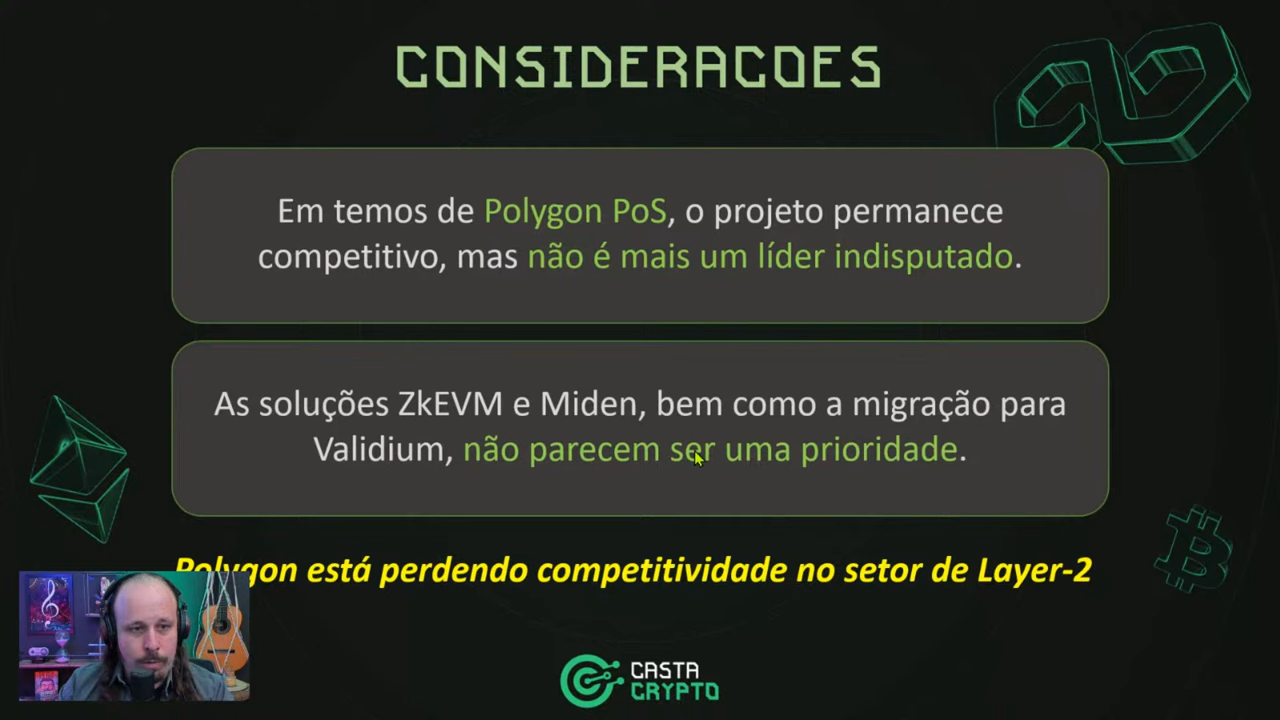 CONSIDERACOES
Em temos de Polygon PoS, o projeto permanece
competitivo, mas não é mais um líder indisputado.
As soluções ZkEVM e Miden, bem como a migração para
Validium, não parecem ser uma prioridade.
Polygon está perdendo competitividade no setor de Layer-2
CASTA
CRYPTO